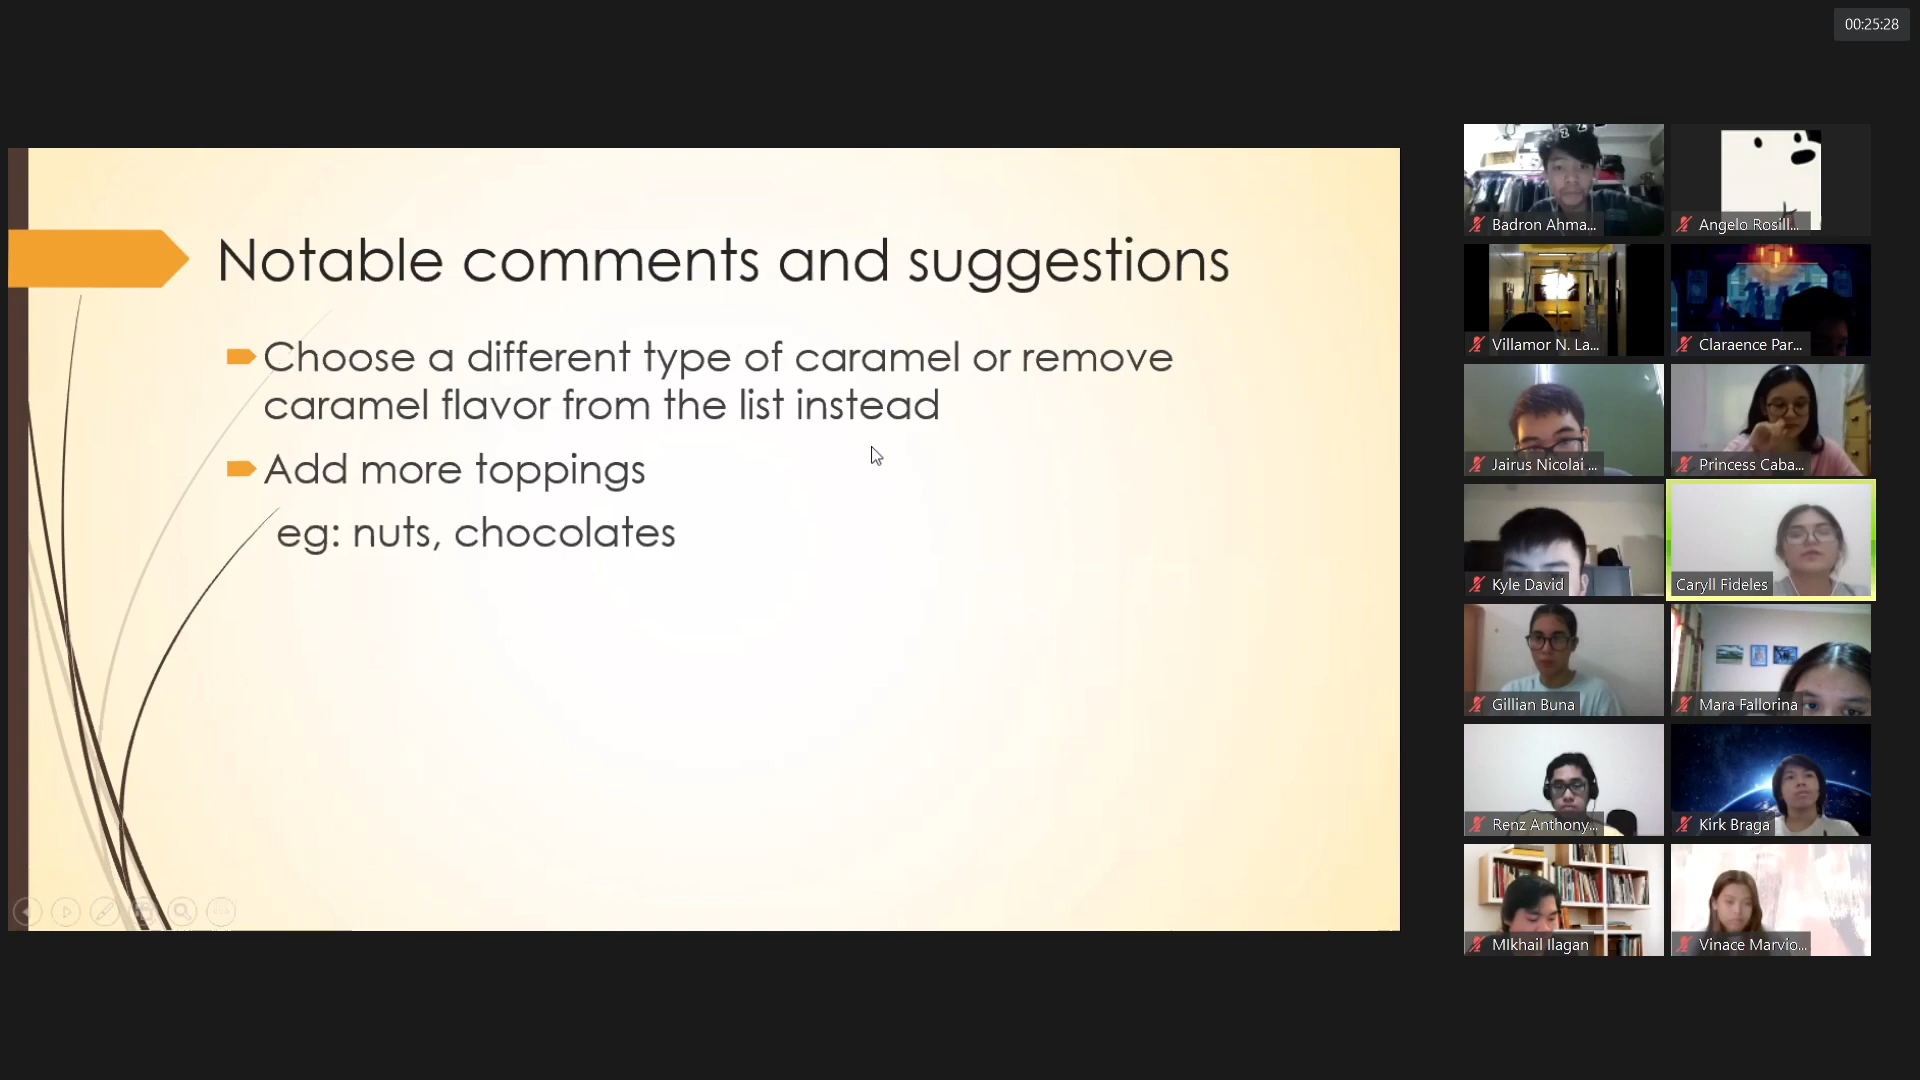 00:25:28
Notable comments and suggestions
Choose a different type of caramel or remove
caramel flavor from the list instead
Add more toppings
eg: nuts, chocolates
Badron Ahma...
Angelo Rosill...
Villamor N. La...
Claraence Par...
Jairus Nicolai ...
Princess Caba...
Kyle David
Caryll Fideles
Gillian Buna
Mara Fallorina
Renz Anthony...
Kirk Braga
MIkhail Ilagan
Vinace Marvio...